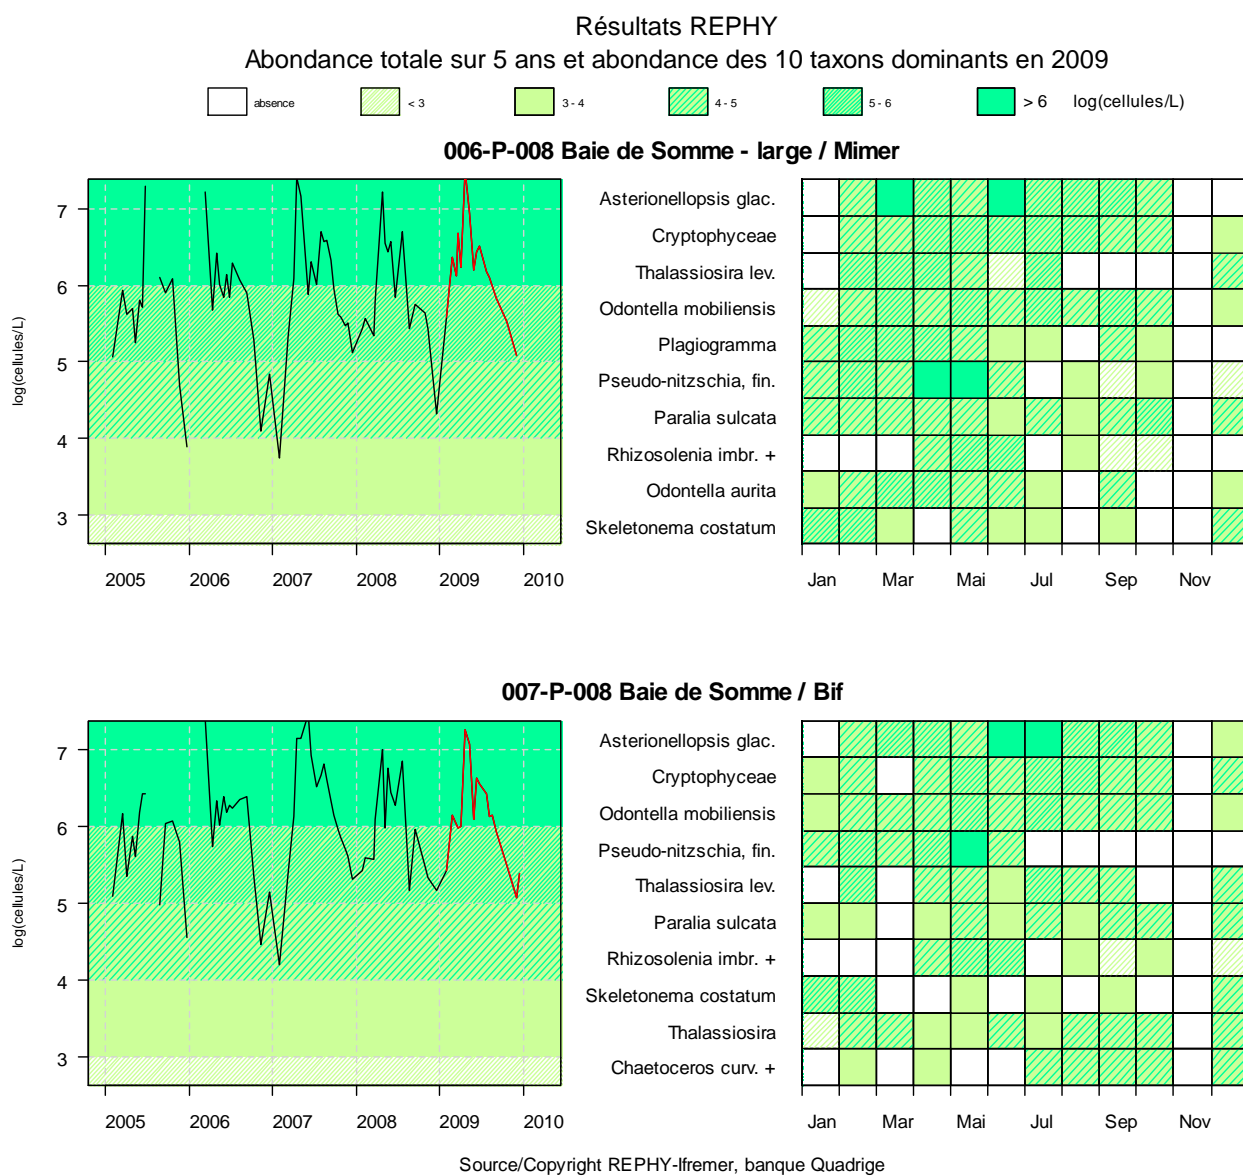 Résultats REPHY
Abondance totale sur 5 ans et abondance des 10 taxons dominants en 2009
absence < 3 3 - 4 4 - 5 5 - 6 > 6 log(cellules/L)
006-P-008 Baie de Somme - large / Mimer
log(cellules/L)
7
6
5
4
3
2005 2006 2007 2008 2009 2010
Asterionellopsis glac.
Cryptophyceae
Thalassiosira lev.
Odontella mobiliensis
Plagiogramma
Pseudo-nitzschia, fin.
Paralia sulcata
Rhizosolenia imbr. +
Odontella aurita
Skeletonema costatum
Jan Mar Mai Jul Sep Nov
007-P-008 Baie de Somme / Bif
log(cellules/L)
7
6
5
4
3
2005 2006 2007 2008 2009 2010
Asterionellopsis glac.
Cryptophyceae
Odontella mobiliensis
Pseudo-nitzschia, fin.
Thalassiosira lev.
Paralia sulcata
Rhizosolenia imbr. +
Skeletonema costatum
Thalassiosira
Chaetoceros curv. +
Jan Mar Mai Jul Sep Nov
Source/Copyright REPHY-Ifremer, banque Quadrige